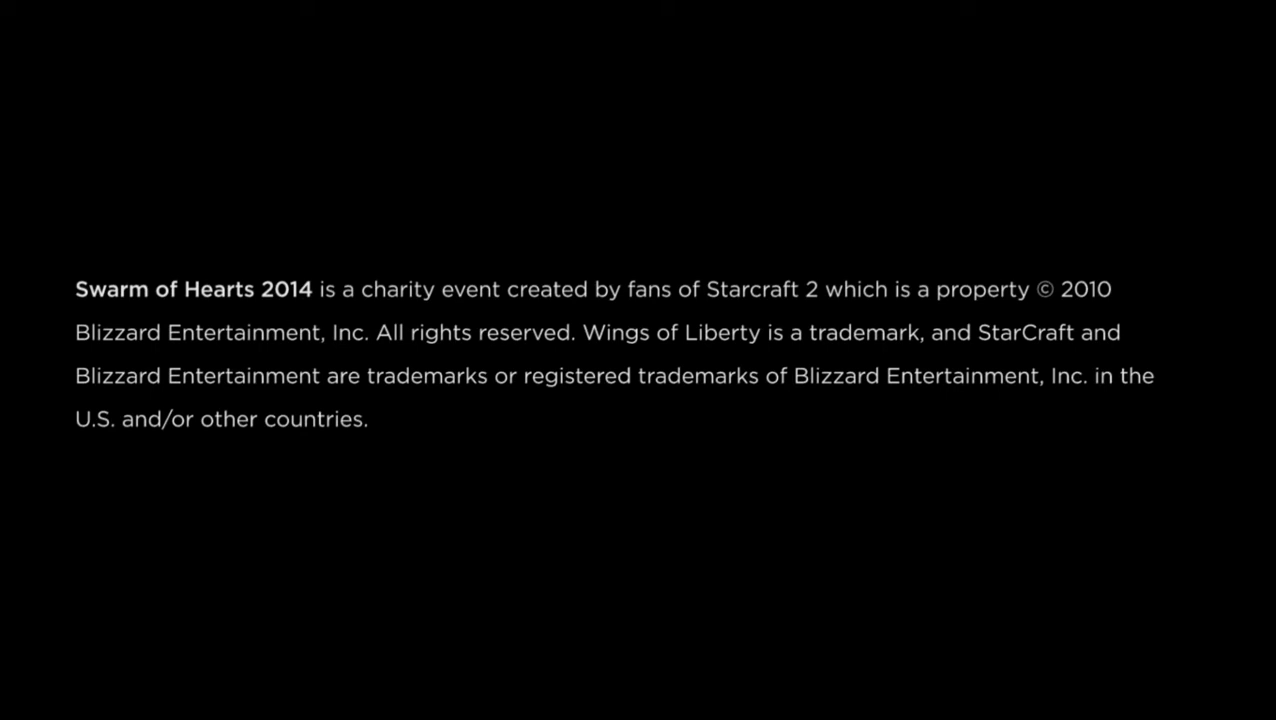 Swarm of Hearts 2014 is a charity event created by fans of Starcraft 2 which is a property © 2010
Blizzard Entertainment, Inc. All rights reserved. Wings of Liberty is a trademark, and StarCraft and
Blizzard Entertainment are trademarks or registered trademarks of Blizzard Entertainment, Inc. in the
U.S. and/or other countries.